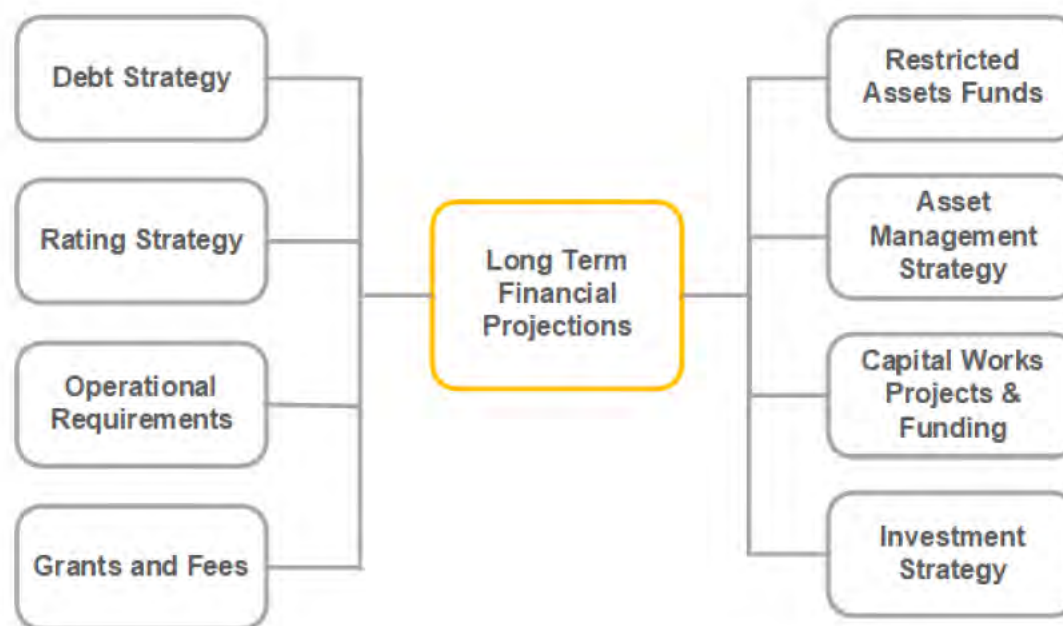 Debt Strategy
Rating Strategy
Operational
Requirements
Grants and Fees
Long Term
Financial
Projections
Restricted
Assets Funds
Asset
Management
Strategy
Capital Works
Projects &
Funding
Investment
Strategy